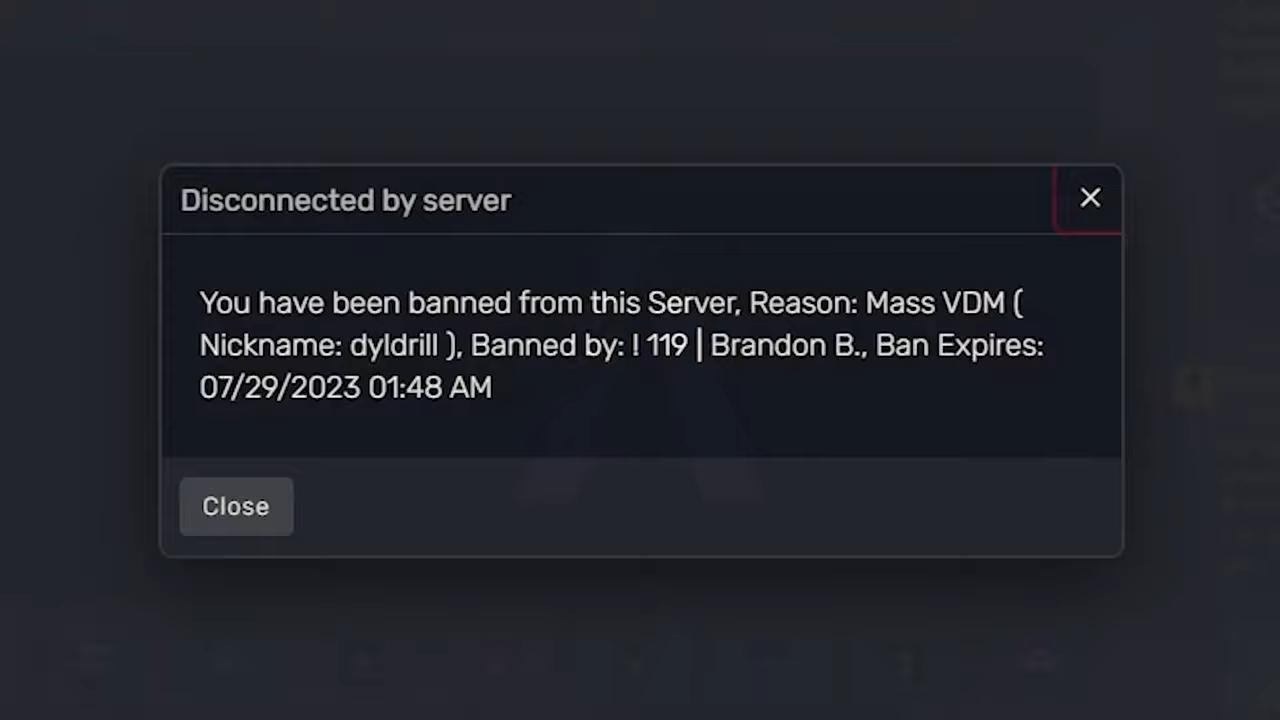 Disconnected by server
You have been banned from this Server, Reason: Mass VDM (
Nickname: dyldrill ), Banned by: ! 119 | Brandon B., Ban Expires:
07/29/2023 01:48 AM
Close